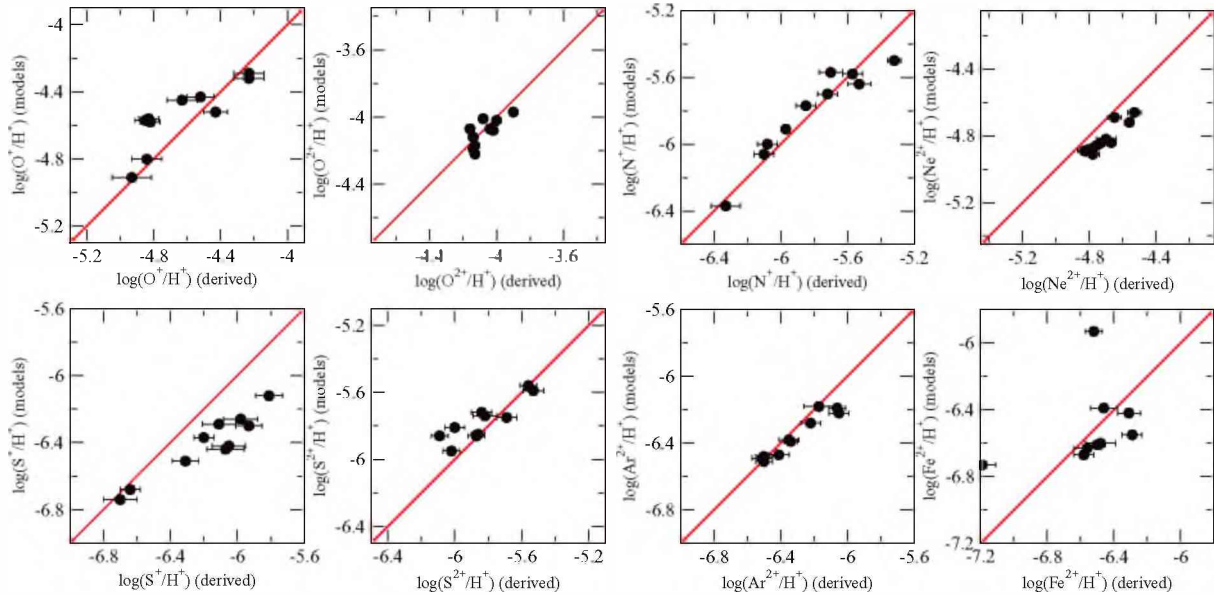 log(O⁺/H⁺) (models)
-4
-4.4
-4.8
-5.2
-5.2 -4.8 -4.4 -4
log(O⁺/H⁺) (derived)
log(O²⁺/H⁺) (models)
-3.6
-4
-4.4
-4.4 -4 -3.6
log(O²⁺/H⁺) (derived)
log(N⁺/H⁺) (models)
-5.2
-5.6
-6
-6.4
-6.4 -6 -5.6 -5.2
log(N⁺/H⁺) (derived)
log(Ne²⁺/H⁺) (models)
-4.4
-4.8
-5.2
-5.2 -4.8 -4.4
log(Ne²⁺/H⁺) (derived)
log(S⁺/H⁺) (models)
-5.6
-6
-6.4
-6.8
-6.8 -6.4 -6 -5.6
log(S⁺/H⁺) (derived)
log(S²⁺/H⁺) (models)
-5.2
-5.6
-6
-6.4
-6 -5.6 -5.2
log(S²⁺/H⁺) (derived)
log(Ar²⁺/H⁺) (models)
-5.6
-6
-6.4
-6.8
-6.8 -6.4 -6 -5.6
log(Ar²⁺/H⁺) (derived)
log(Fe²⁺/H⁺) (models)
-6
-6.4
-6.8
-7.2
-7.2 -6.8 -6.4 -6
log(Fe²⁺/H⁺) (derived)